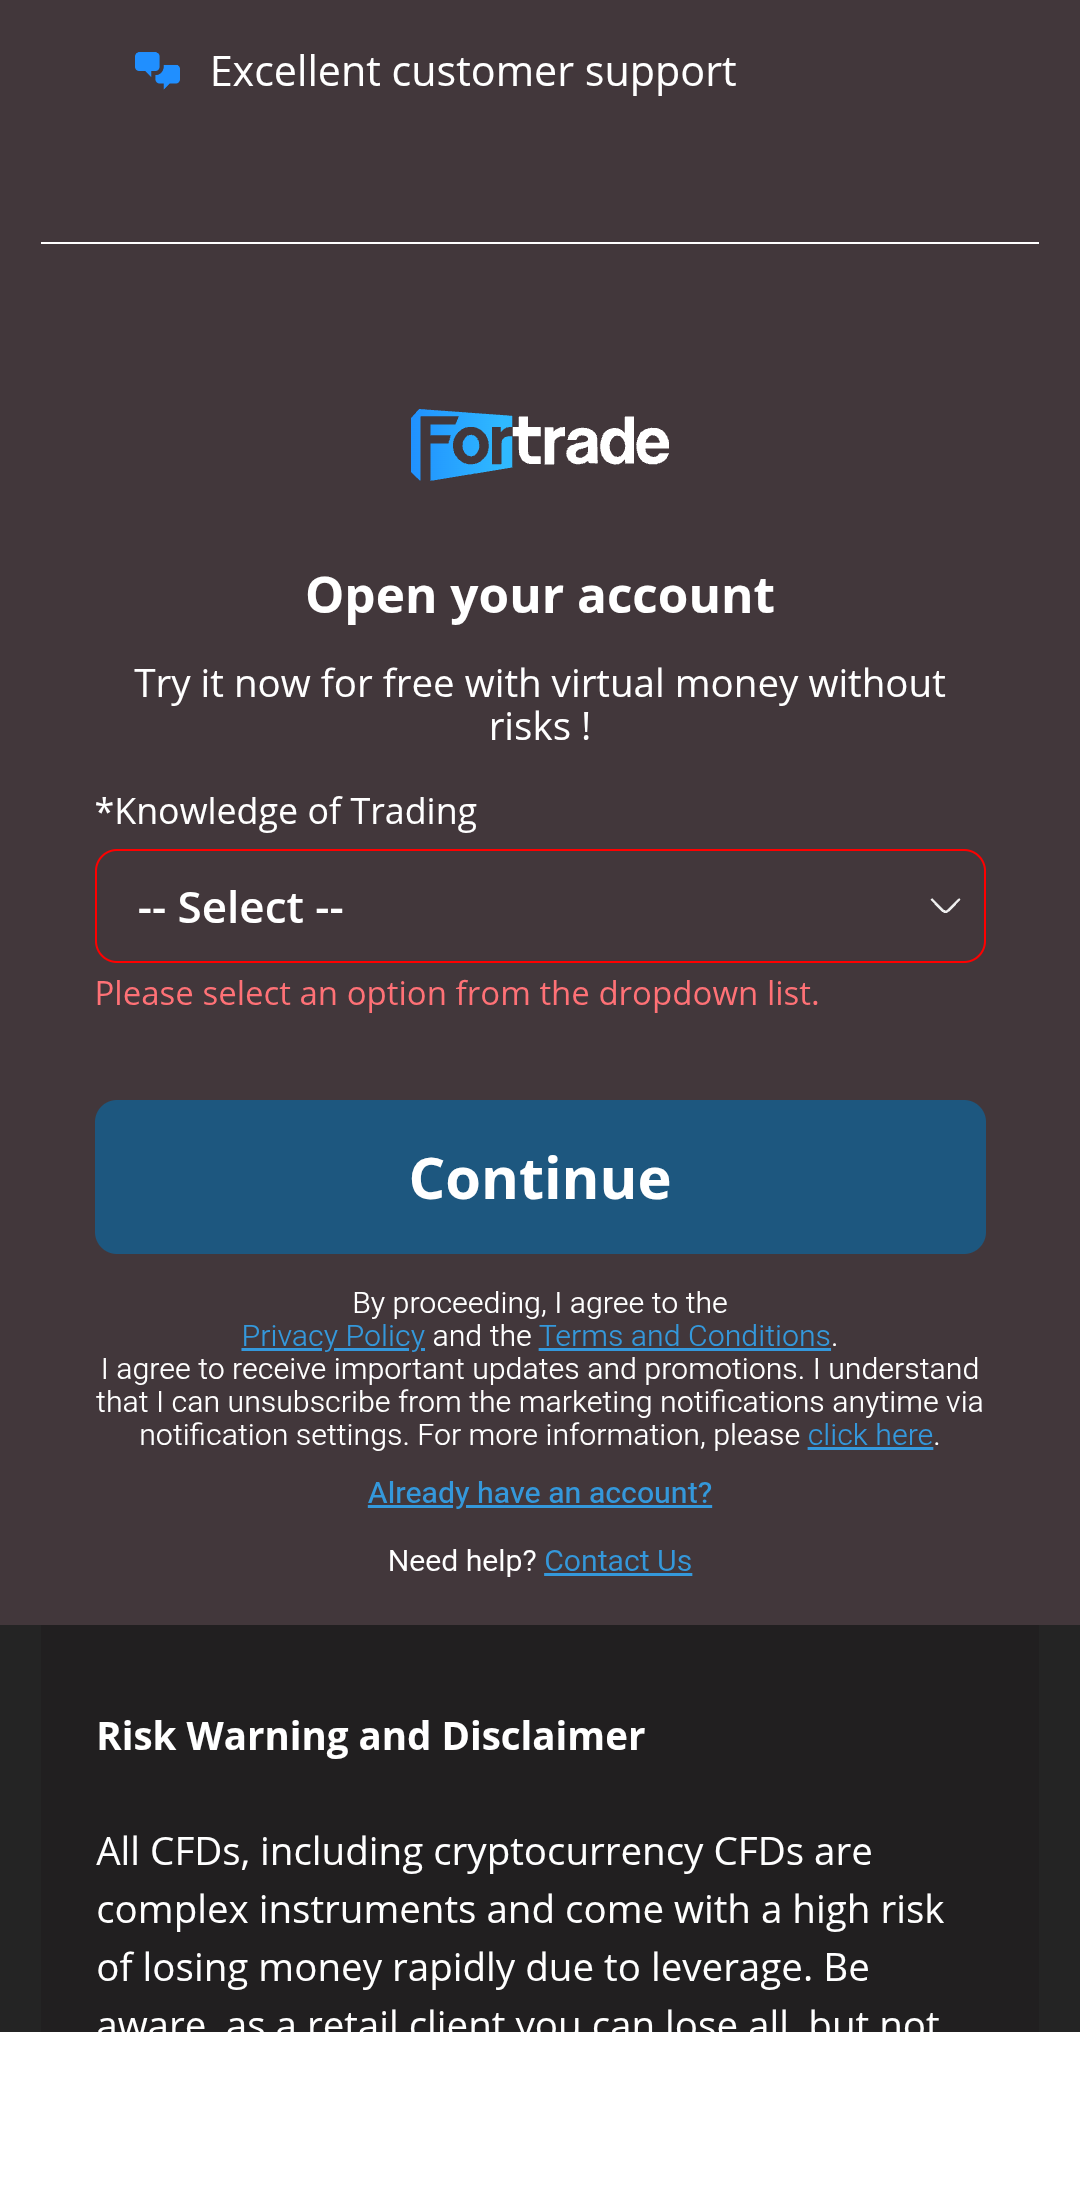 Excellent customer support
Fortrade
Open your account
Try it now for free with virtual money without
risks !
*Knowledge of Trading
-- Select --
Please select an option from the dropdown list.
Continue
By proceeding, I agree to the
Privacy Policy and the Terms and Conditions.
I agree to receive important updates and promotions. I understand
that I can unsubscribe from the marketing notifications anytime via
notification settings. For more information, please click here.
Already have an account?
Need help? Contact Us
Risk Warning and Disclaimer
All CFDs, including cryptocurrency CFDs are
complex instruments and come with a high risk
of losing money rapidly due to leverage. Be
aware, as a retail client you can lose all, but not